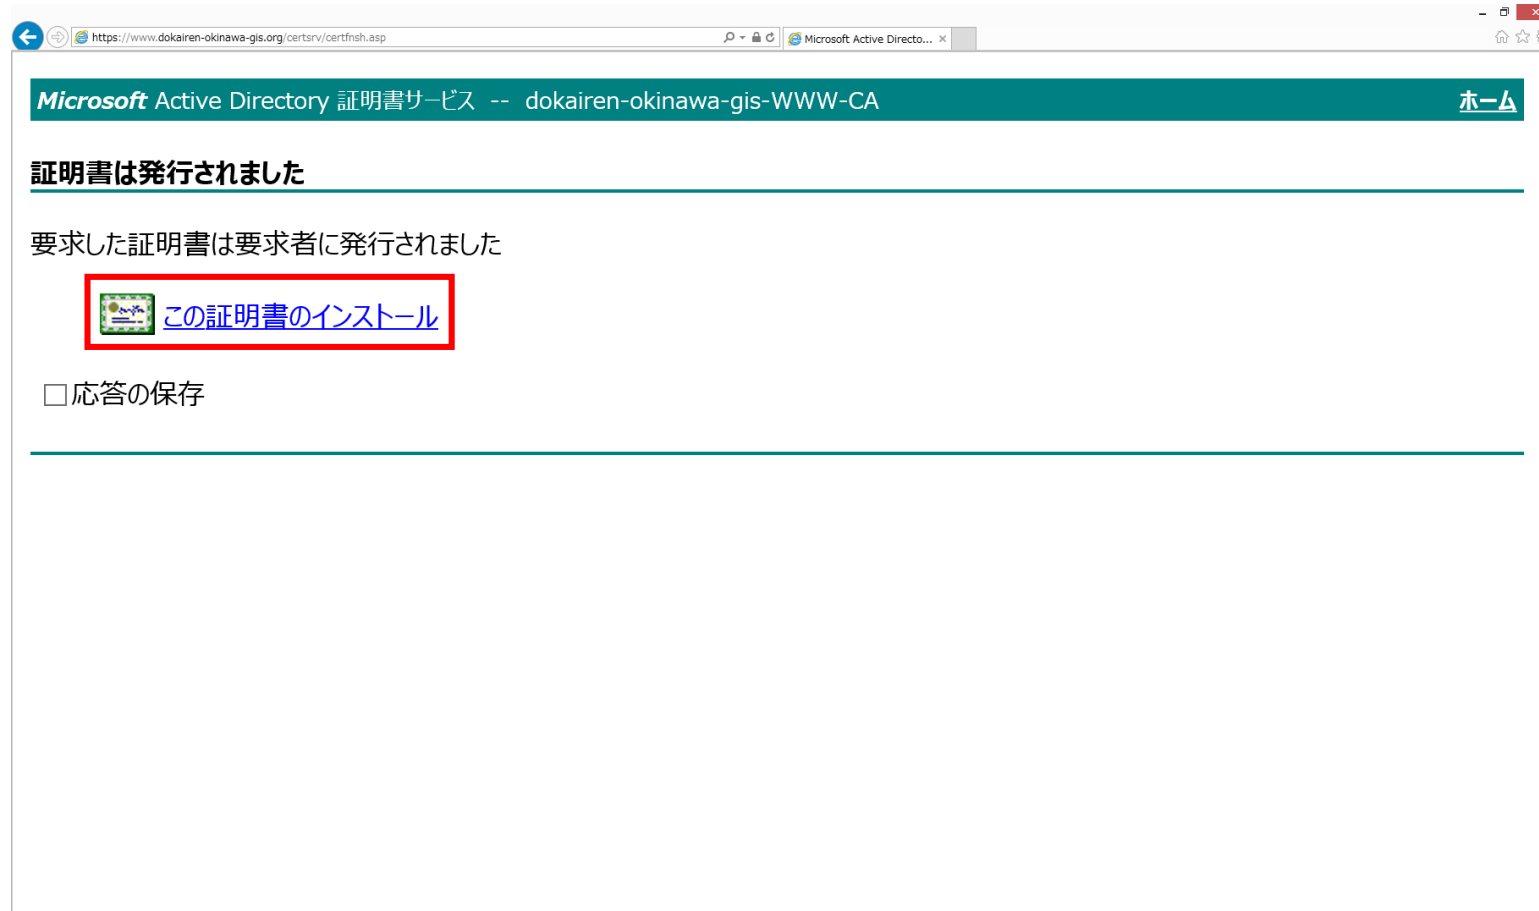 https://www.dokairen-okinawa-gis.org/certsrv/certfnsh.asp
Microsoft Active Directo...
Microsoft Active Directory 証明書サービス -- dokairen-okinawa-gis-WWW-CA
ホーム
証明書は発行されました
要求した証明書は要求者に発行されました
この証明書のインストール
応答の保存